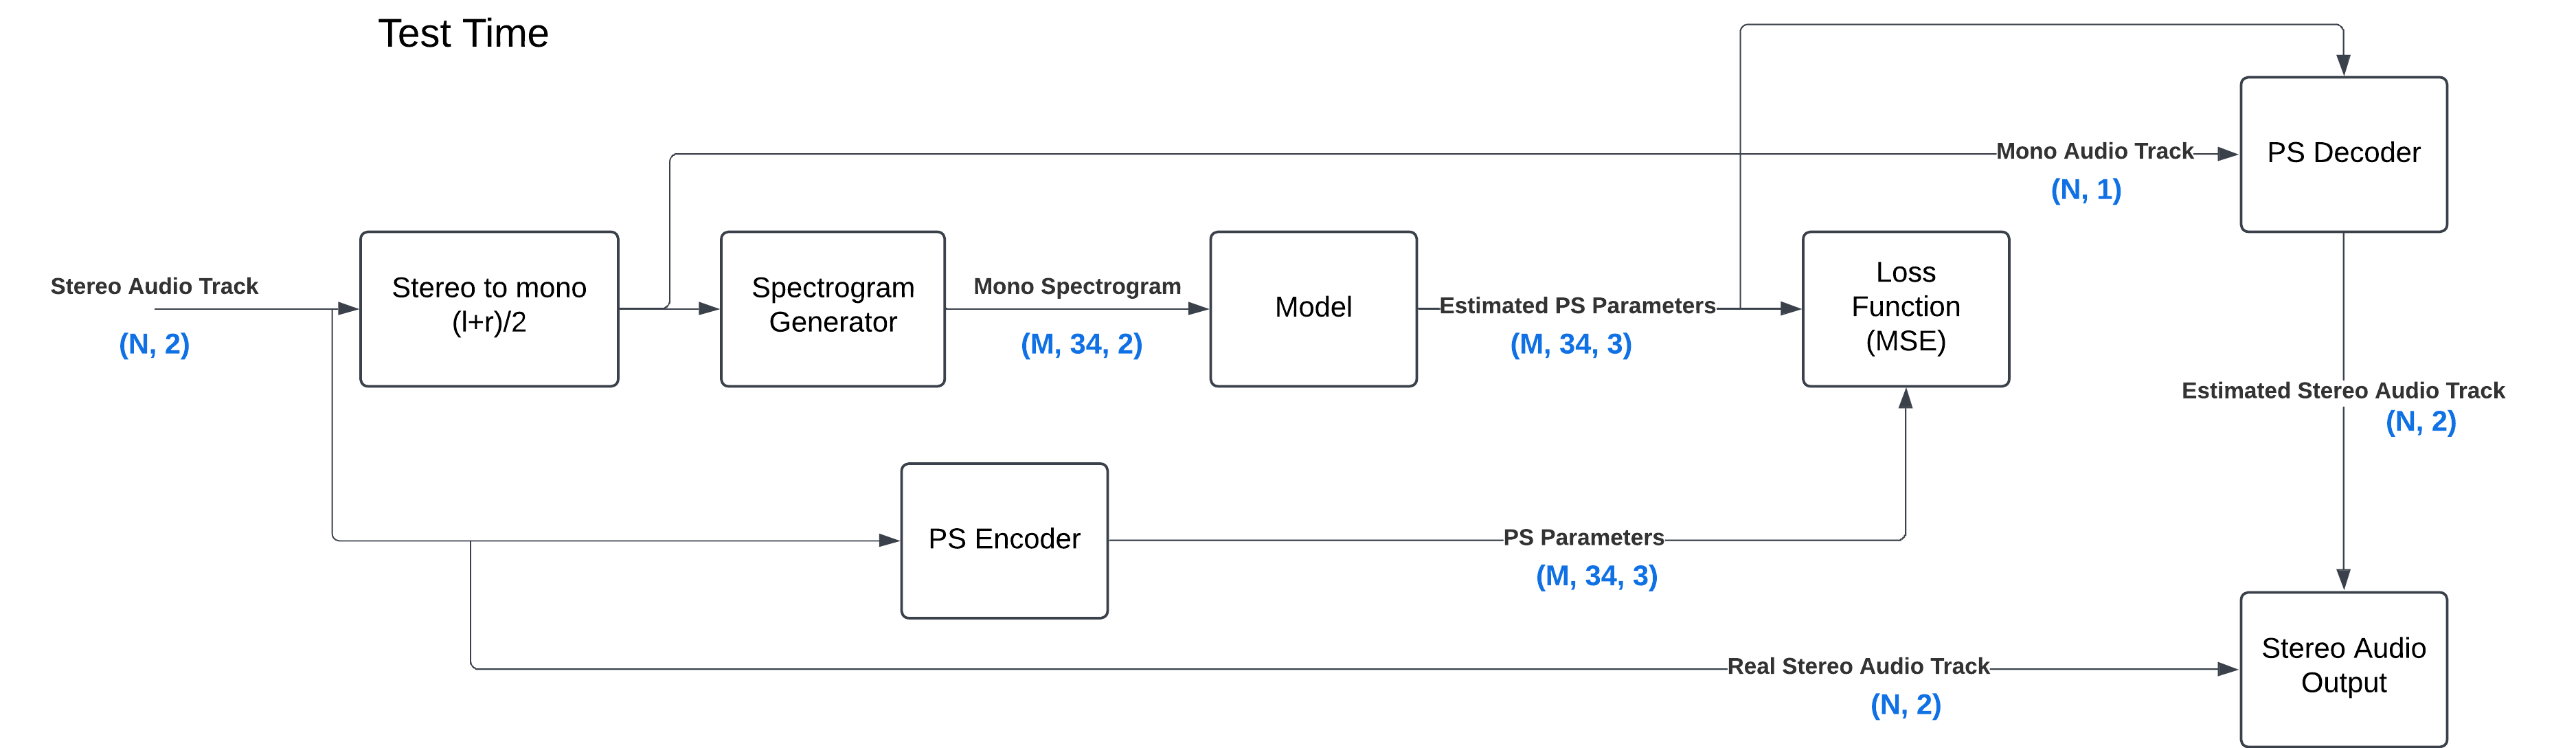 Test Time
Mono Audio Track
(N, 1)
PS Decoder
Stereo Audio Track
(N, 2)
Stereo to mono
(l+r)/2
Spectrogram
Generator
Mono Spectrogram
(M, 34, 2)
Model
Estimated PS Parameters
(M, 34, 3)
Loss
Function
(MSE)
Estimated Stereo Audio Track
(N, 2)
PS Encoder
PS Parameters
(M, 34, 3)
Real Stereo Audio Track
(N, 2)
Stereo Audio
Output